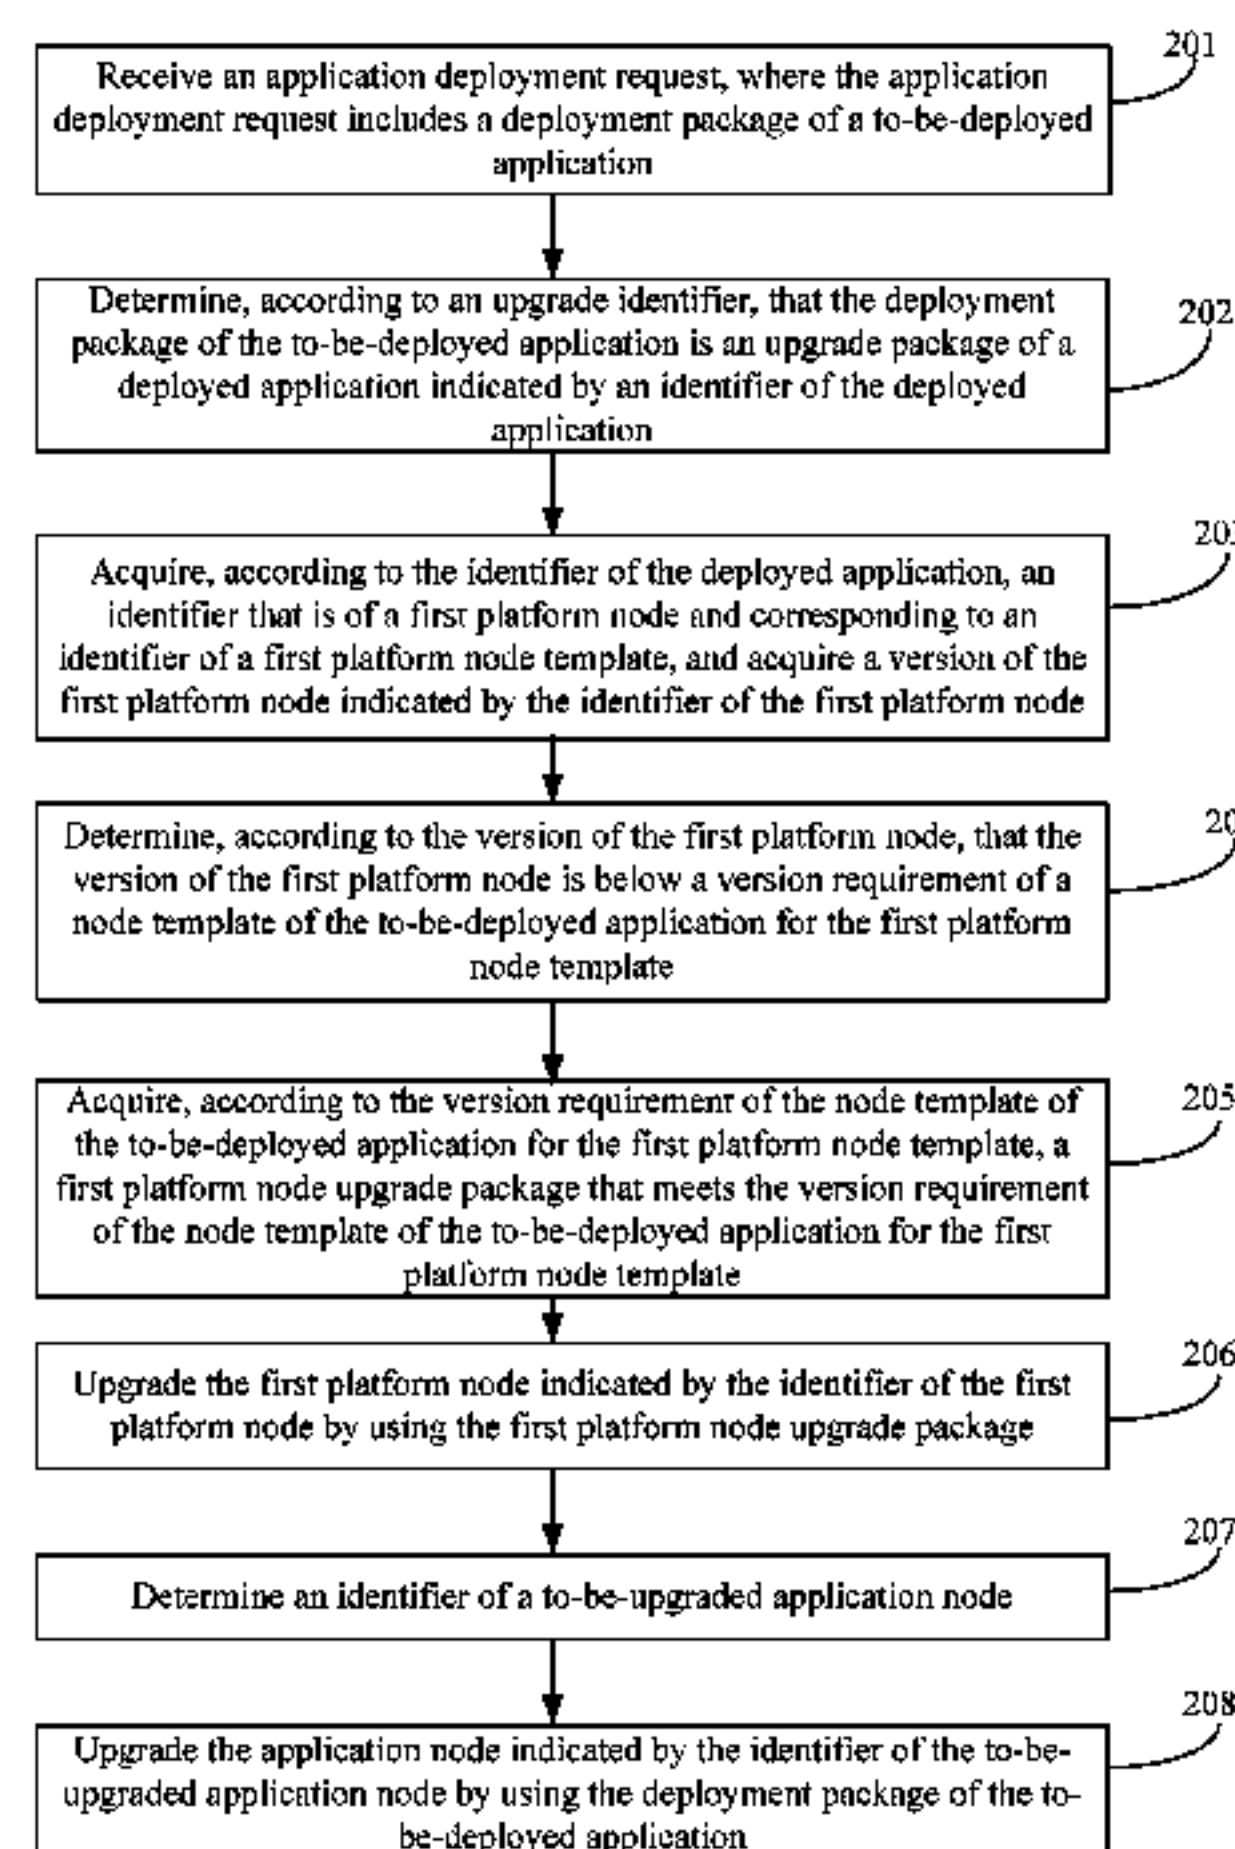 201
Receive an application deployment request, where the application
deployment request includes a deployment package of a to-be-deployed
application
202
Determine, according to an upgrade identifier, that the deployment
package of the to-be-deployed application is an upgrade package of a
deployed application indicated by an identifier of the deployed
application
Acquire, according to the identifier of the deployed application, an
identifier that is of a first platform node and corresponding to an
identifier of a first platform node template, and acquire a version of the
first platform node indicated by the identifier of the first platform node
Determine, according to the version of the first platform node, that the
version of the first platform node is below a version requirement of a
node template of the to-be-deployed application for the first platform
node template
205
Acquire, according to the version requirement of the node template of
the to-be-deployed application for the first platform node template, a
first platform node upgrade package that meets the version requirement
of the node template of the to-be-deployed application for the first
platform node template
206
Upgrade the first platform node indicated by the identifier of the first
platform node by using the first platform node upgrade package
207
Determine an identifier of a to-be-upgraded application node
208
Upgrade the application node indicated by the identifier of the to-be-
upgraded application node by using the deployment package of the to-
be-deployed application